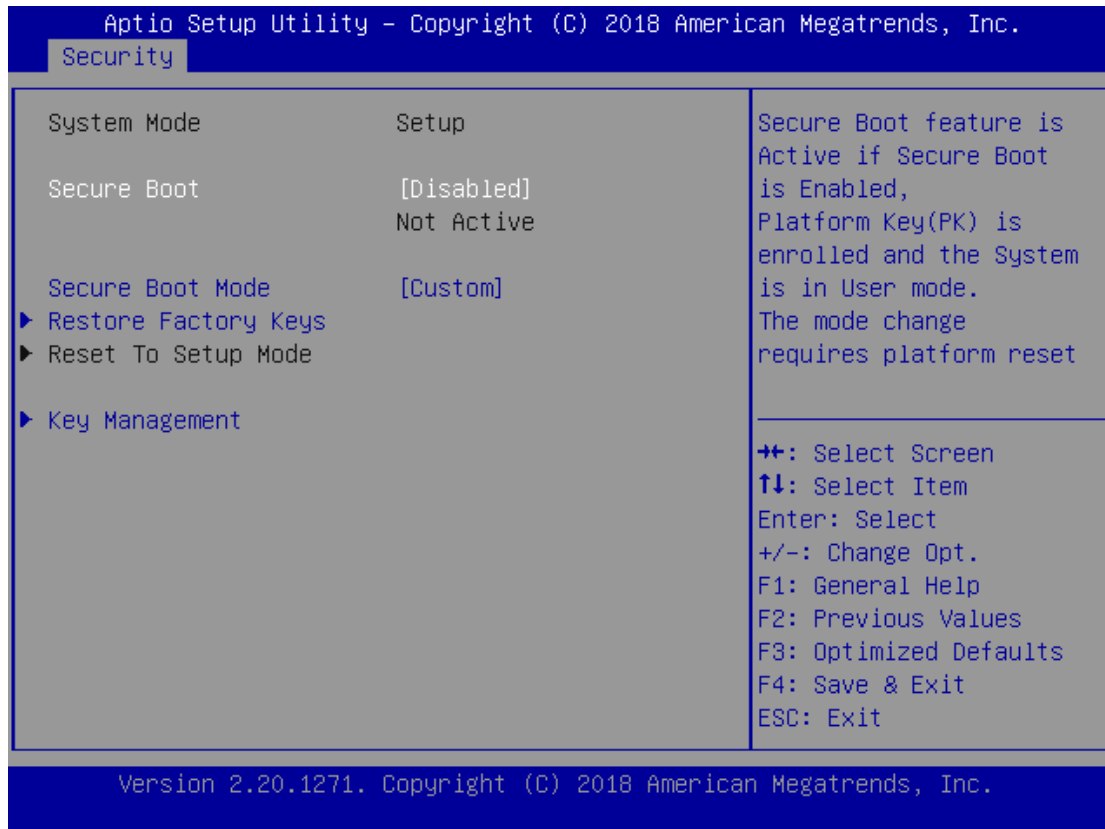 Aptio Setup Utility – Copyright (C) 2018 American Megatrends, Inc.
Security
System Mode Setup
Secure Boot [Disabled]
Not Active
Secure Boot Mode [Custom]
▶ Restore Factory Keys
▶ Reset To Setup Mode
▶ Key Management
Secure Boot feature is
Active if Secure Boot
is Enabled,
Platform Key(PK) is
enrolled and the System
is in User mode.
The mode change
requires platform reset
→←: Select Screen
↑↓: Select Item
Enter: Select
+/-: Change Opt.
F1: General Help
F2: Previous Values
F3: Optimized Defaults
F4: Save & Exit
ESC: Exit
Version 2.20.1271. Copyright (C) 2018 American Megatrends, Inc.